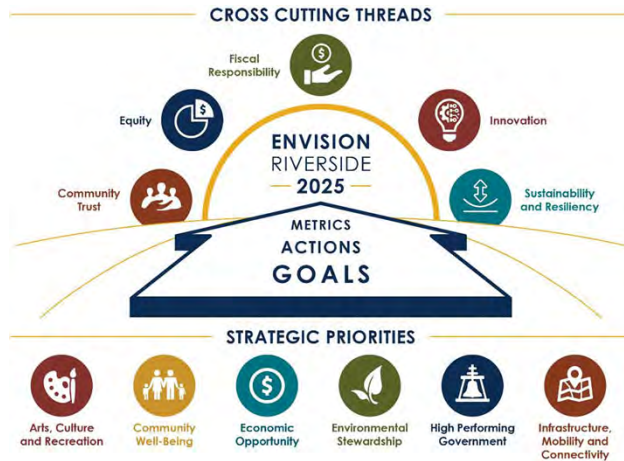 CROSS CUTTING THREADS
Fiscal
Responsibility
$
Equity
$
Innovation
Community
Trust
Sustainability
and Resiliency
ENVISION
RIVERSIDE
2025
METRICS
ACTIONS
GOALS
STRATEGIC PRIORITIES
$
Arts, Culture
and Recreation
Community
Well-Being
Economic
Opportunity
Environmental
Stewardship
High Performing
Government
Infrastructure,
Mobility and
Connectivity